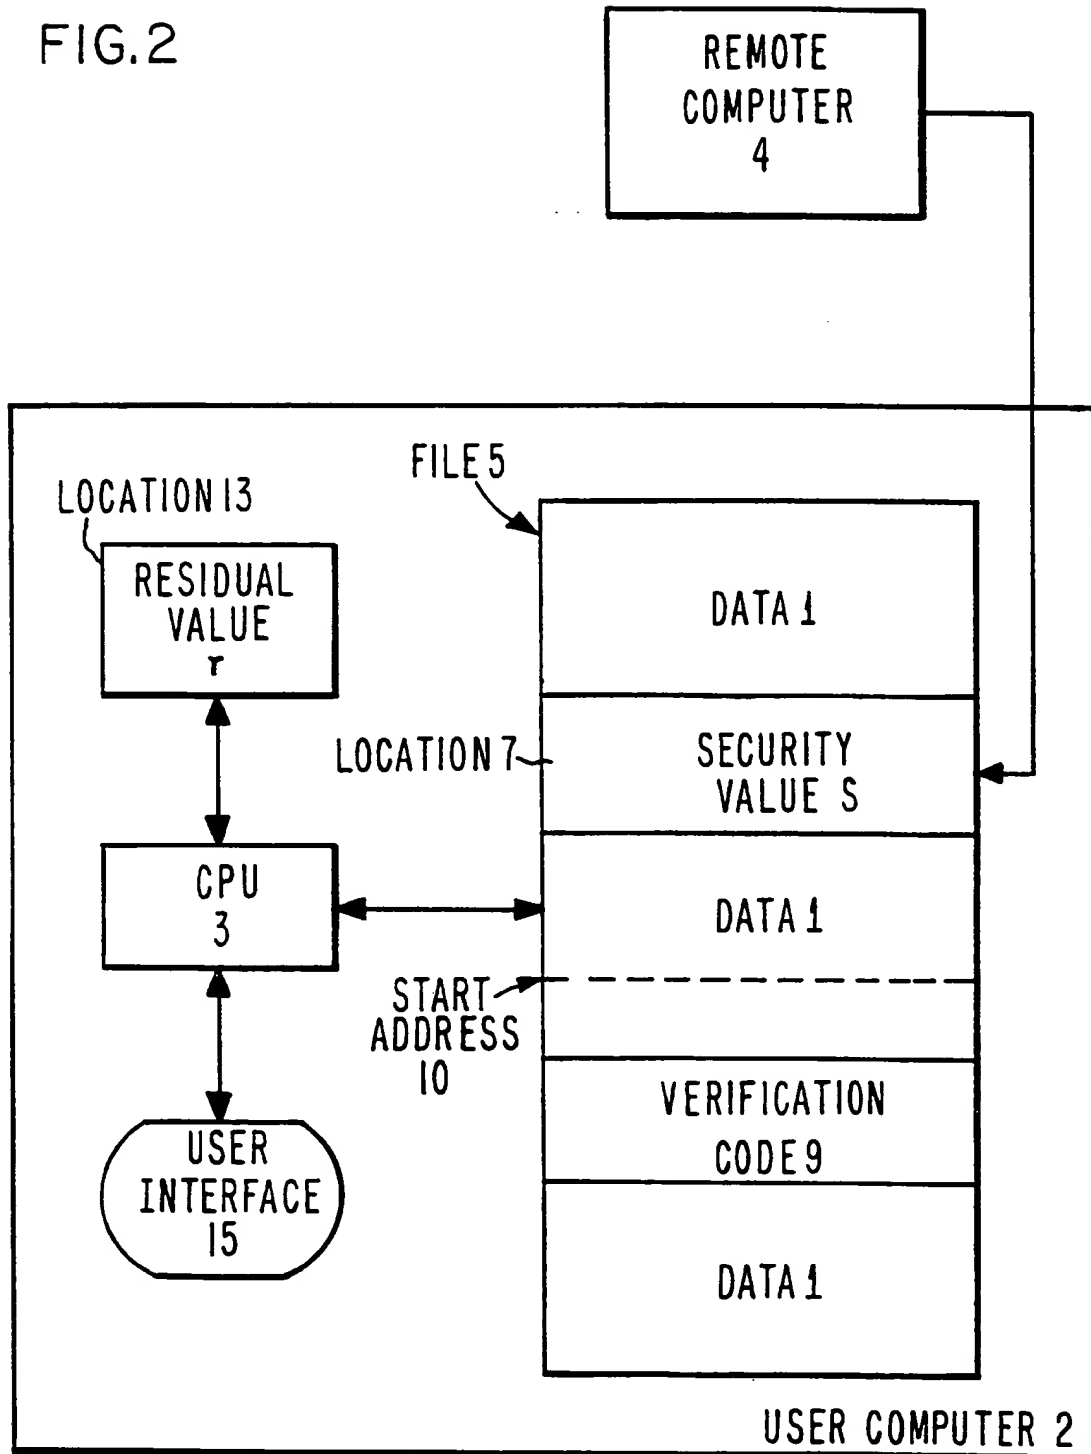 FIG.2
REMOTE
COMPUTER
4
FILE 5
LOCATION 13
RESIDUAL
VALUE
r
DATA 1
LOCATION 7
SECURITY
VALUE S
CPU
3
DATA 1
START
ADDRESS
10
VERIFICATION
CODE 9
USER
INTERFACE
15
DATA 1
USER COMPUTER 2